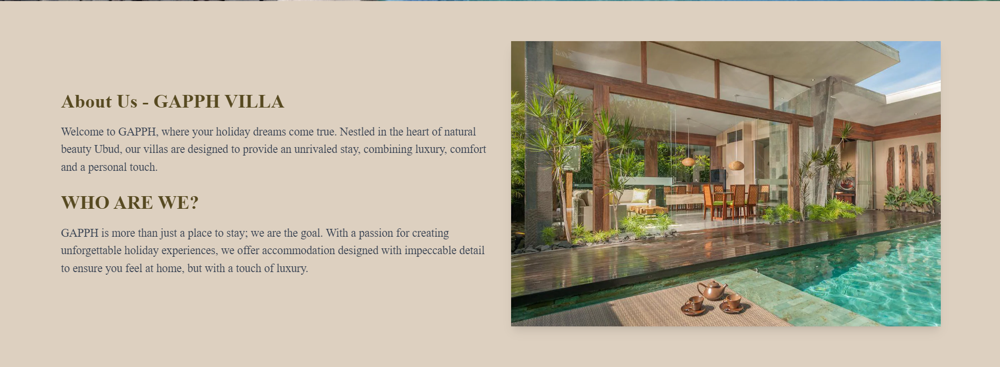 About Us - GAPPH VILLA
Welcome to GAPPH, where your holiday dreams come true. Nestled in the heart of natural
beauty Ubud, our villas are designed to provide an unrivaled stay, combining luxury, comfort
and a personal touch.
WHO ARE WE?
GAPPH is more than just a place to stay; we are the goal. With a passion for creating
unforgettable holiday experiences, we offer accommodation designed with impeccable detail
to ensure you feel at home, but with a touch of luxury.